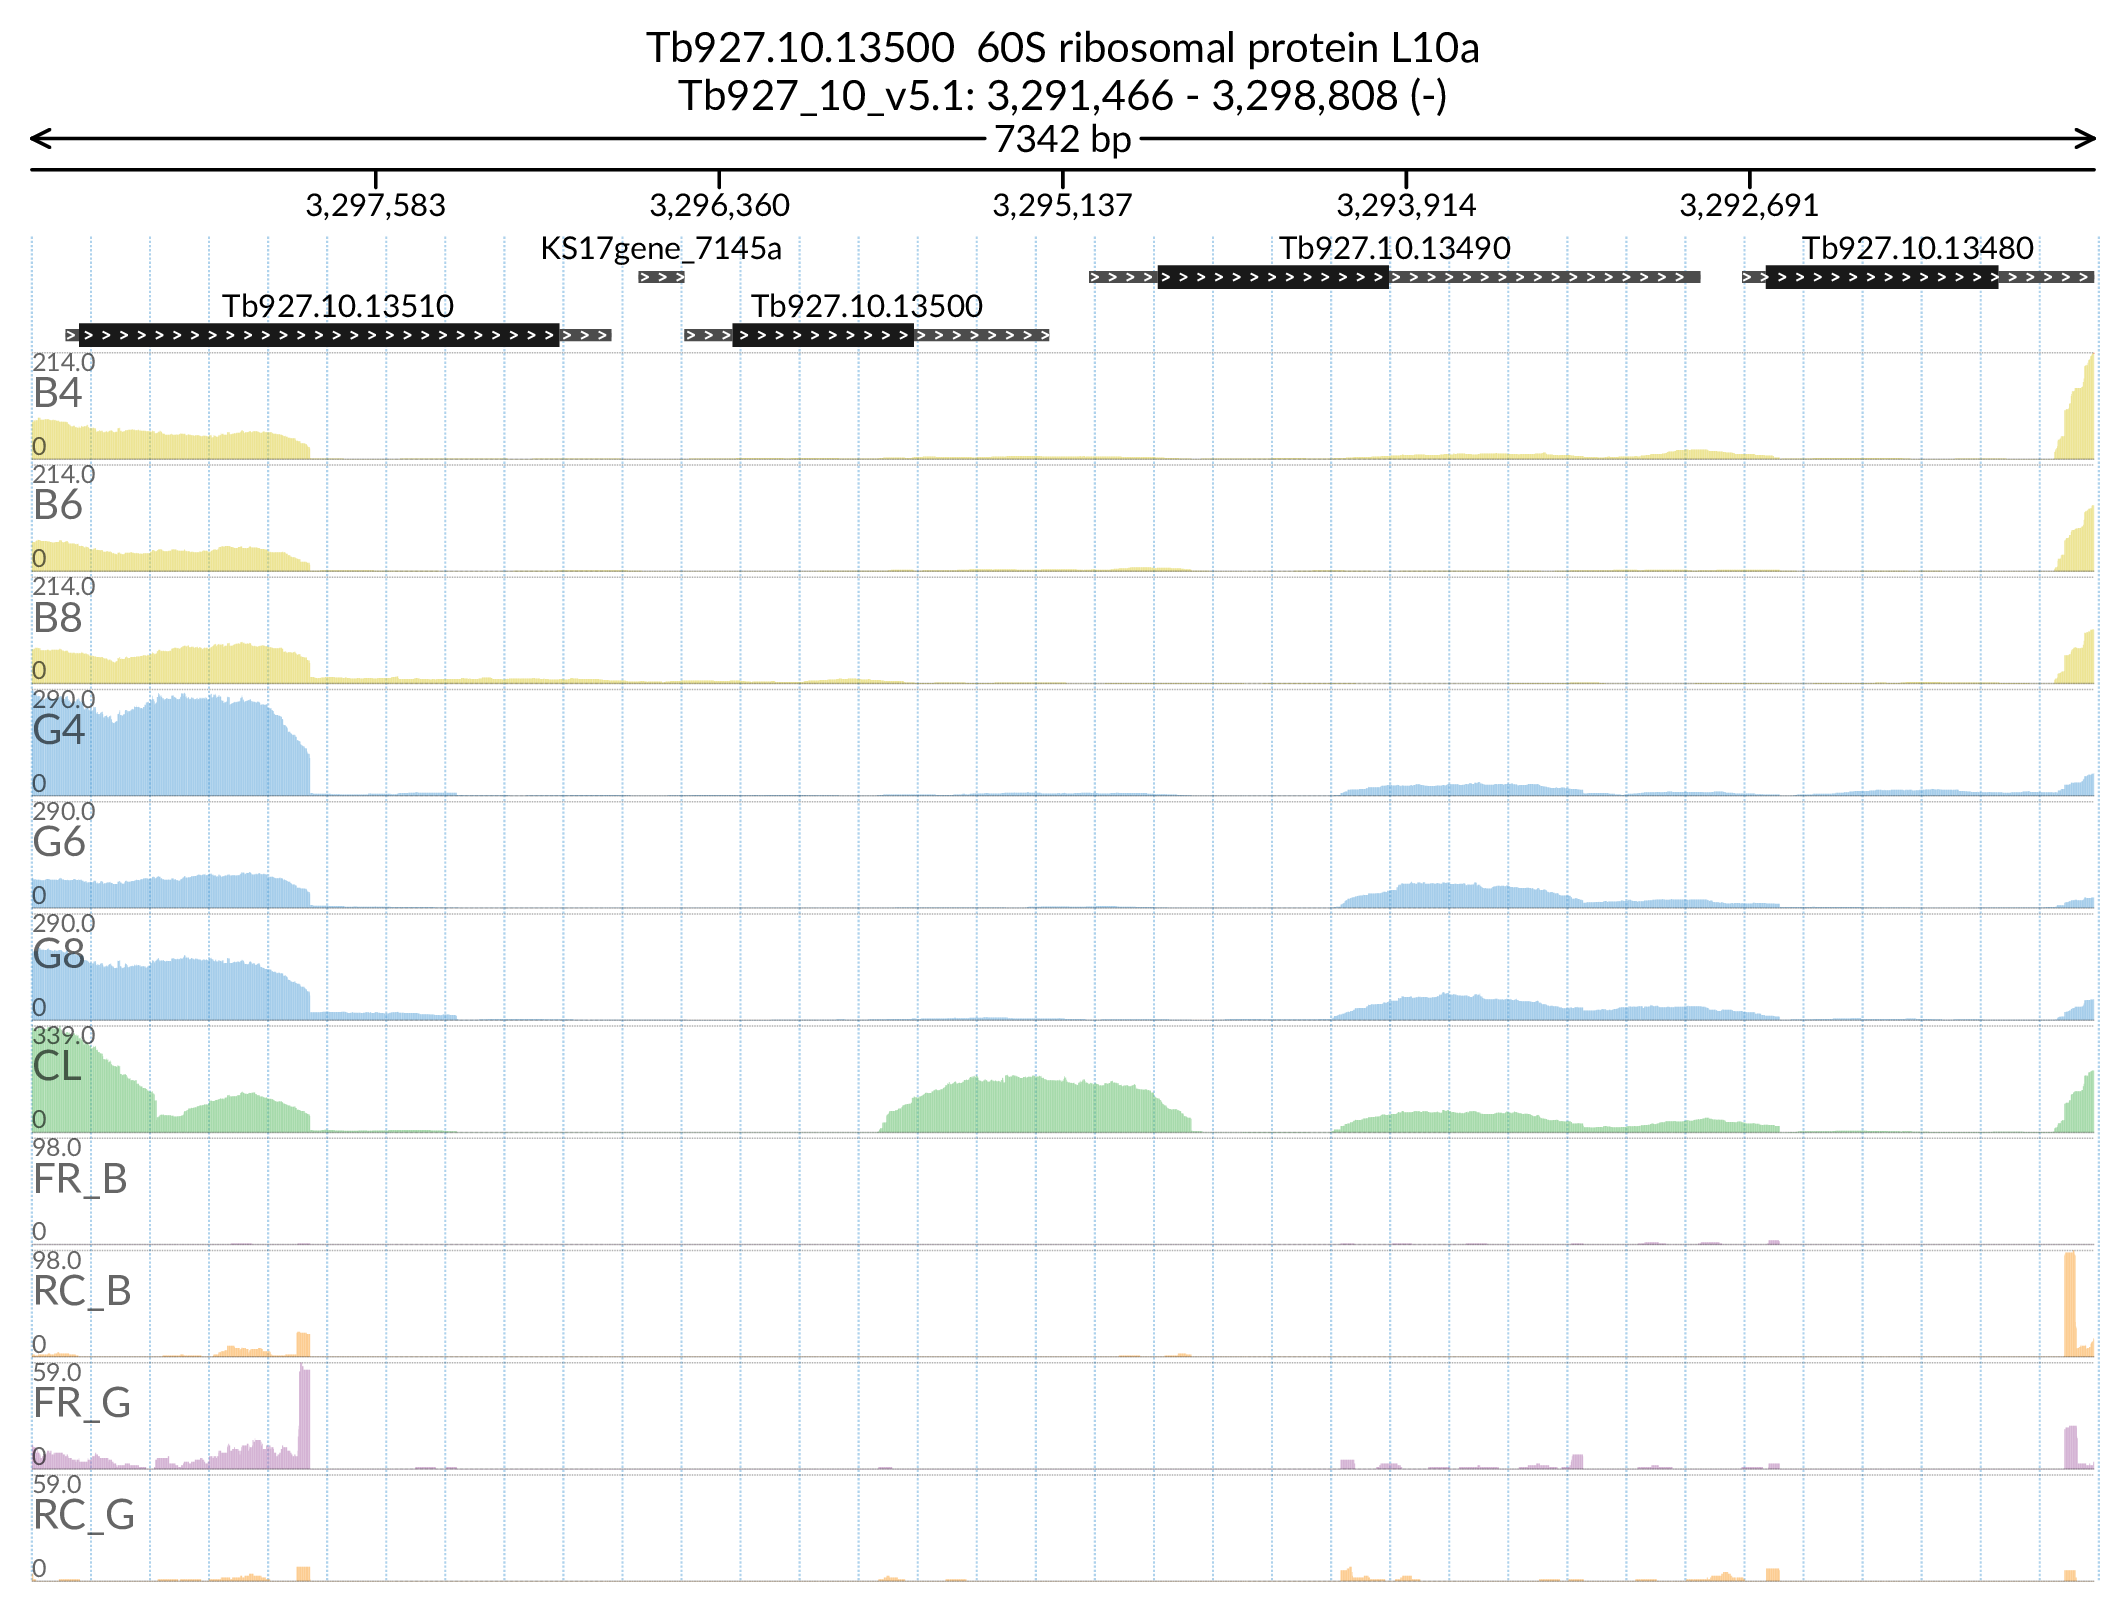 Tb927.10.13500  60S ribosomal protein L10a
Tb927_10_v5.1: 3,291,466 - 3,298,808 (-)
7342 bp
3,297,583 3,296,360 3,295,137 3,293,914 3,292,691
KS17gene_7145a Tb927.10.13490 Tb927.10.13480
Tb927.10.13510 Tb927.10.13500
214.0
B4
0
214.0
B6
0
214.0
B8
0
290.0
G4
0
290.0
G6
0
290.0
G8
0
339.0
CL
0
98.0
FR_B
0
98.0
RC_B
0
59.0
FR_G
0
59.0
RC_G
0